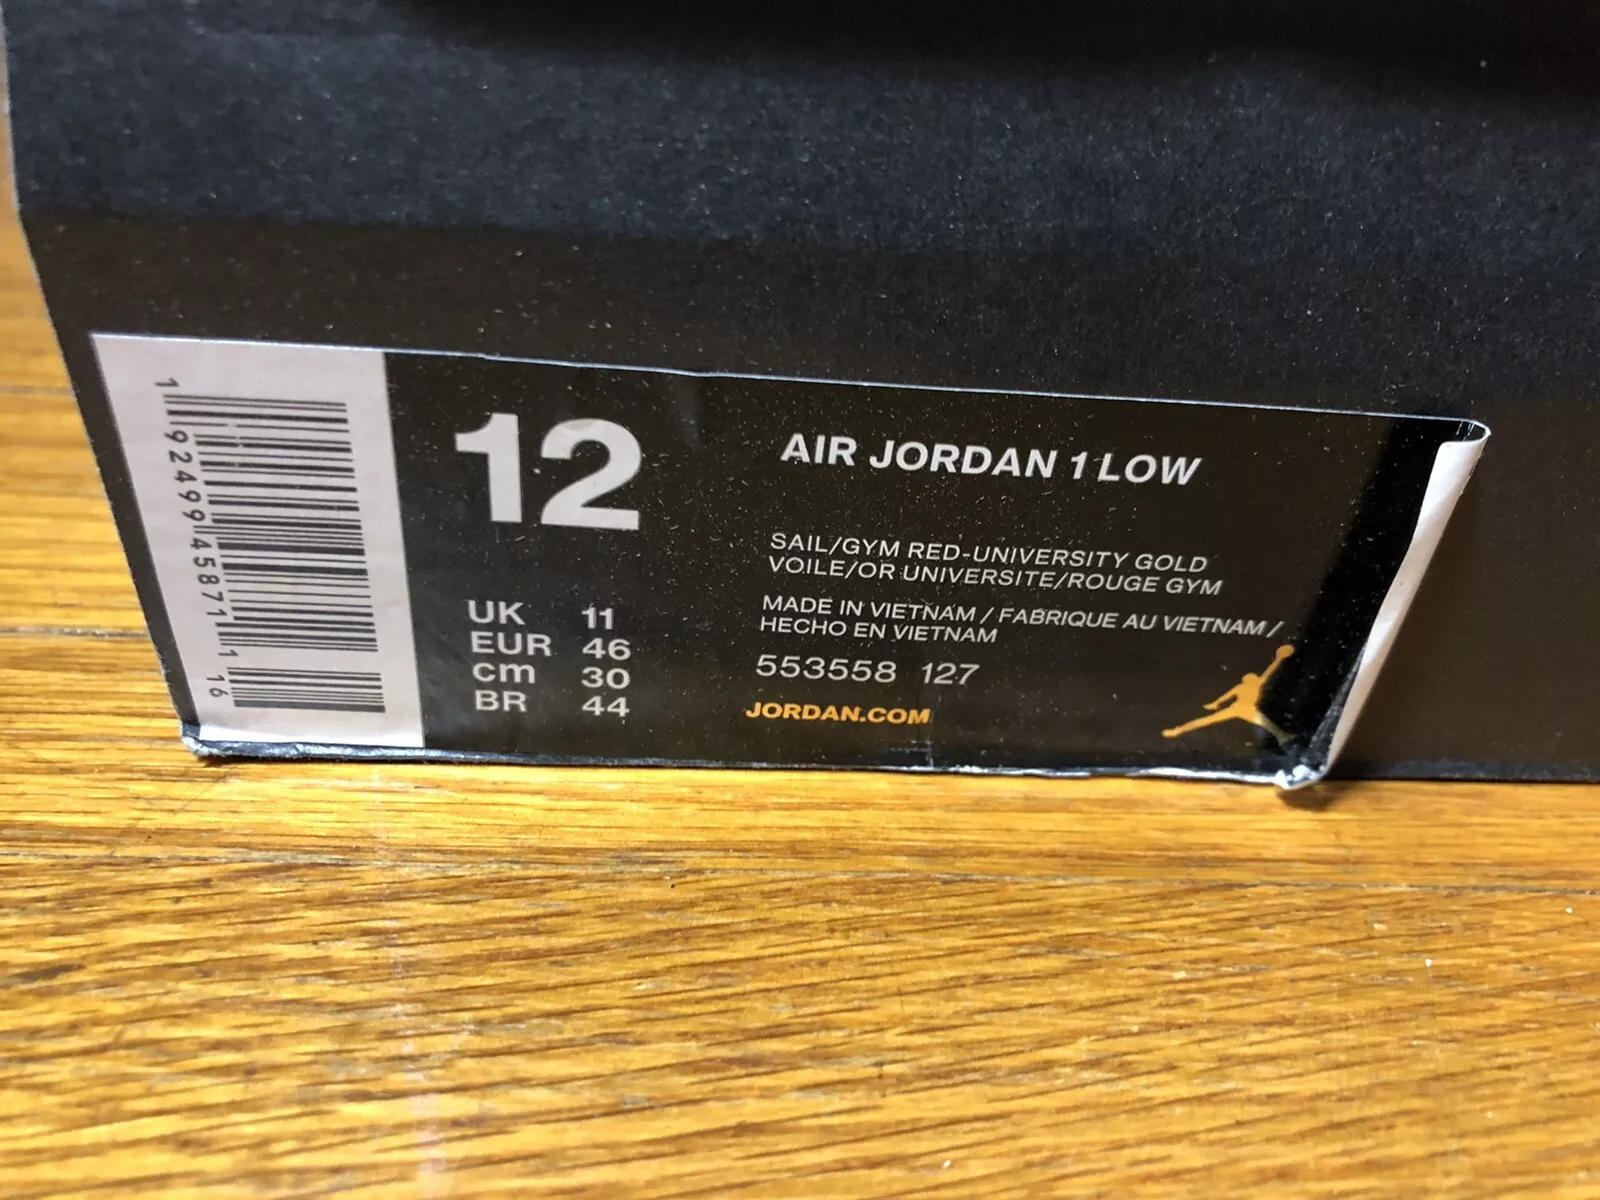 1 92499 45871 1 16
12
UK 11
EUR 46
cm 30
BR 44
AIR JORDAN 1 LOW
SAIL/GYM RED-UNIVERSITY GOLD
VOILE/OR UNIVERSITE/ROUGE GYM
MADE IN VIETNAM / FABRIQUE AU VIETNAM /
HECHO EN VIETNAM
553558 127
JORDAN.COM